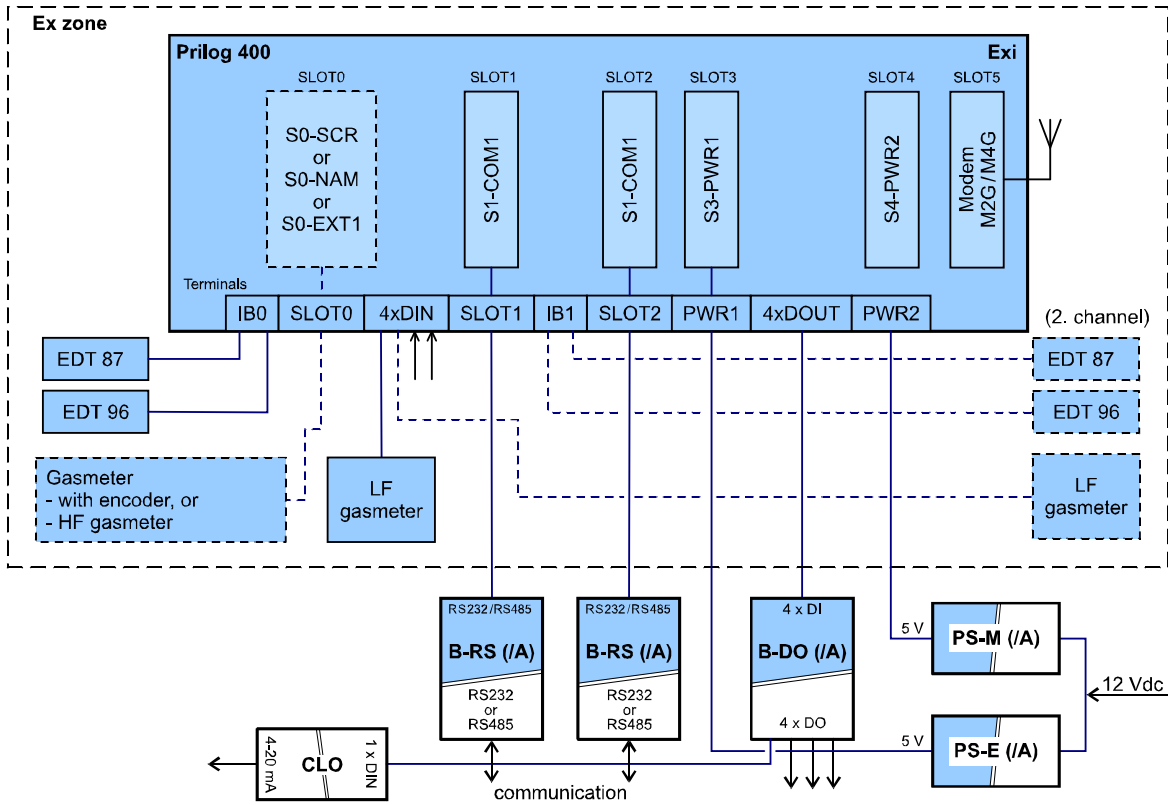 Ex zone
Prilog 400
Exi
SLOT0
SLOT1
SLOT2
SLOT3
SLOT4
SLOT5
S0-SCR
or
S0-NAM
or
S0-EXT1
S1-COM1
S1-COM1
S3-PWR1
S4-PWR2
Modem
M2G/M4G
Terminals
IB0
SLOT0
4xDIN
SLOT1
IB1
SLOT2
PWR1
4xDOUT
PWR2
(2. channel)
EDT 87
EDT 87
EDT 96
EDT 96
Gasmeter
- with encoder, or
- HF gasmeter
LF
gasmeter
LF
gasmeter
RS232/RS485
B-RS (/A)
RS232
or
RS485
RS232/RS485
B-RS (/A)
RS232
or
RS485
4 x DI
B-DO (/A)
4 x DO
5 V
PS-M (/A)
12 Vdc
5 V
PS-E (/A)
4-20 mA
CLO
1 x DIN
communication